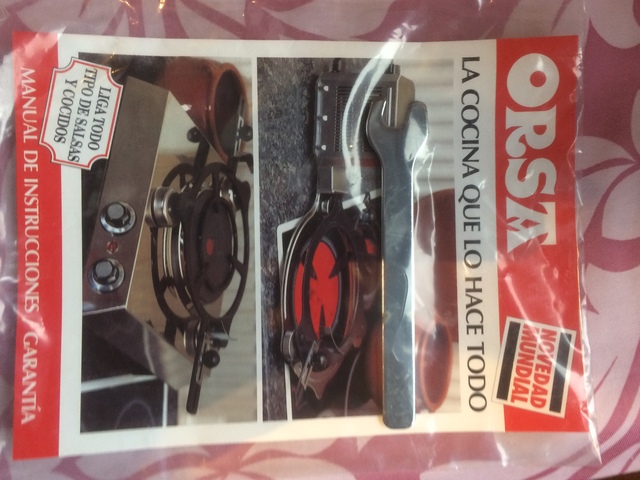 ORSA
LA COCINA QUE LO HACE TODO
NOVEDAD
MUNDIAL
LIGA TODO
TIPO DE SALSAS
Y COCIDOS
MANUAL DE INSTRUCCIONES Y GARANTÍA